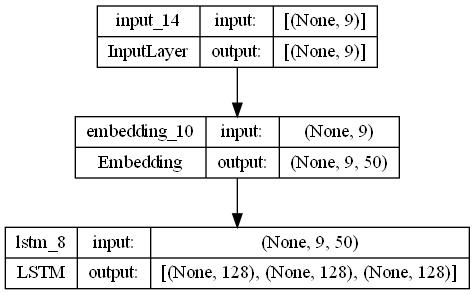 input_14 input: [(None, 9)]
InputLayer output: [(None, 9)]
embedding_10 input: (None, 9)
Embedding output: (None, 9, 50)
lstm_8 input: (None, 9, 50)
LSTM output: [(None, 128), (None, 128), (None, 128)]